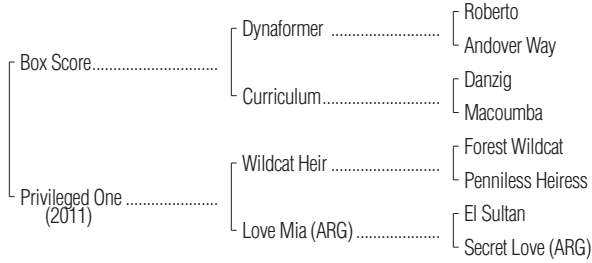 Roberto
Dynaformer ........................
Andover Way
Box Score...........................
Danzig
Curriculum..........................
Macoumba
Forest Wildcat
Wildcat Heir ........................
Penniless Heiress
Privileged One ....................
(2011)
El Sultan
Love Mia (ARG) ..................
Secret Love (ARG)